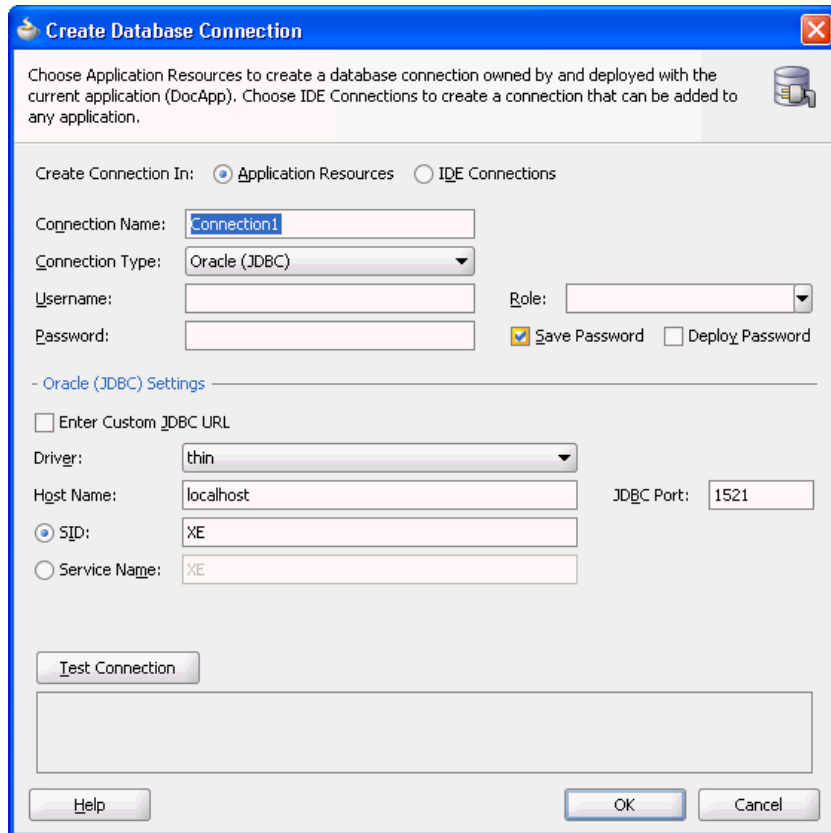 Create Database Connection
Choose Application Resources to create a database connection owned by and deployed with the
current application (DocApp). Choose IDE Connections to create a connection that can be added to
any application.
Create Connection In: Application Resources IDE Connections
Connection Name: Connection1
Connection Type: Oracle (JDBC)
Username: Role:
Password: Save Password Deploy Password
Oracle (JDBC) Settings
Enter Custom JDBC URL
Driver: thin
Host Name: localhost JDBC Port: 1521
SID: XE
Service Name: XE
Test Connection
Help OK Cancel